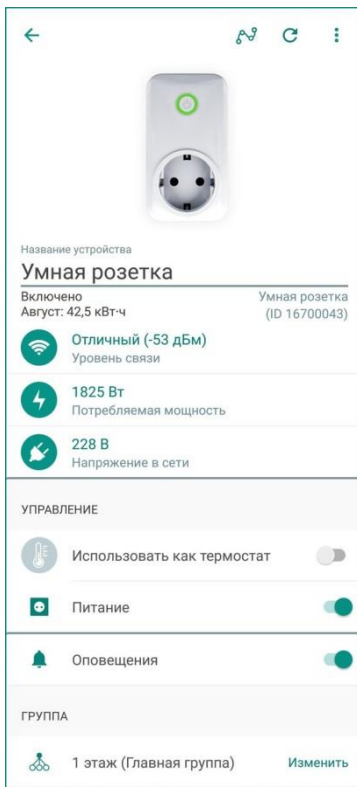 Название устройства
Умная розетка
Включено
Умная розетка
Август: 42,5 кВт·ч
(ID 16700043)
Отличный (-53 дБм)
Уровень связи
1825 Вт
Потребляемая мощность
228 В
Напряжение в сети
УПРАВЛЕНИЕ
Использовать как термостат
Питание
Оповещения
ГРУППА
1 этаж (Главная группа)
Изменить